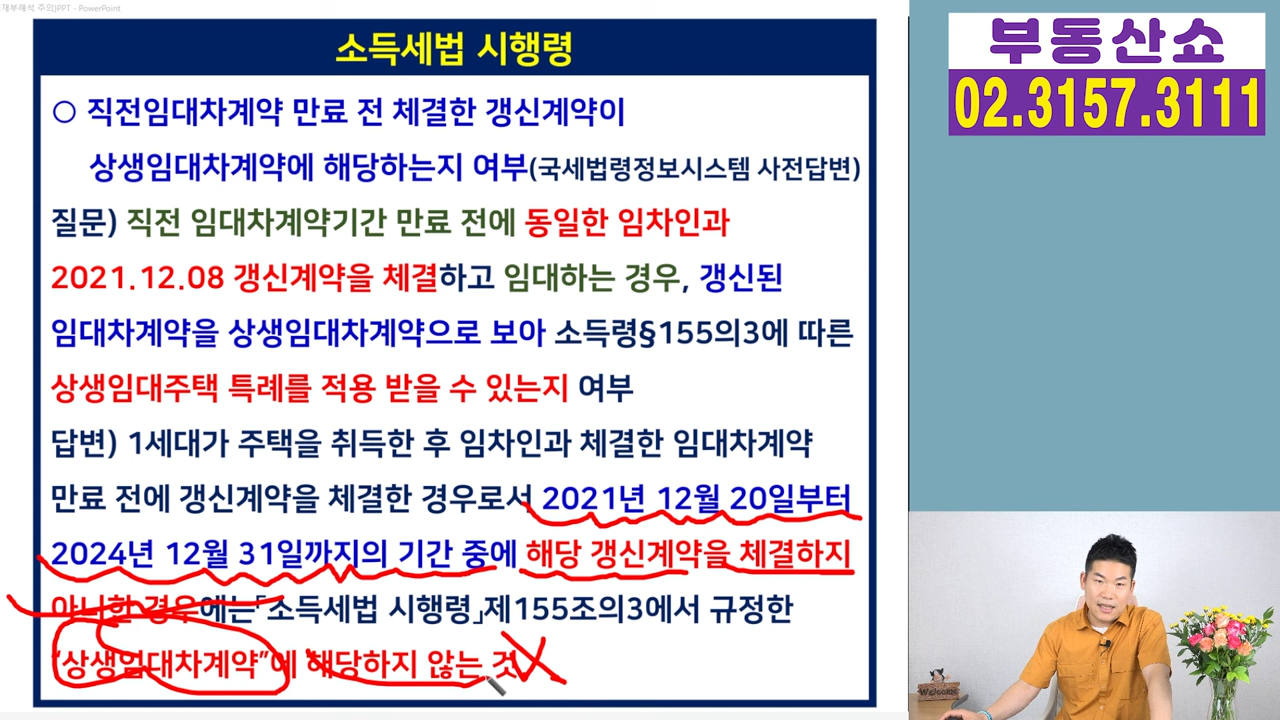 재부해석 주의)PPT - PowerPoint
소득세법 시행령
○ 직전임대차계약 만료 전 체결한 갱신계약이
상생임대차계약에 해당하는지 여부(국세법령정보시스템 사전답변)
질문) 직전 임대차계약기간 만료 전에 동일한 임차인과
2021.12.08 갱신계약을 체결하고 임대하는 경우, 갱신된
임대차계약을 상생임대차계약으로 보아 소득령§155의3에 따른
상생임대주택 특례를 적용 받을 수 있는지 여부
답변) 1세대가 주택을 취득한 후 임차인과 체결한 임대차계약
만료 전에 갱신계약을 체결한 경우로서 2021년 12월 20일부터
2024년 12월 31일까지의 기간 중에 해당 갱신계약을 체결하지
아니한 경우에는「소득세법 시행령」제155조의3에서 규정한
“상생임대차계약”에 해당하지 않는 것
부동산쇼
02.3157.3111
Welcome